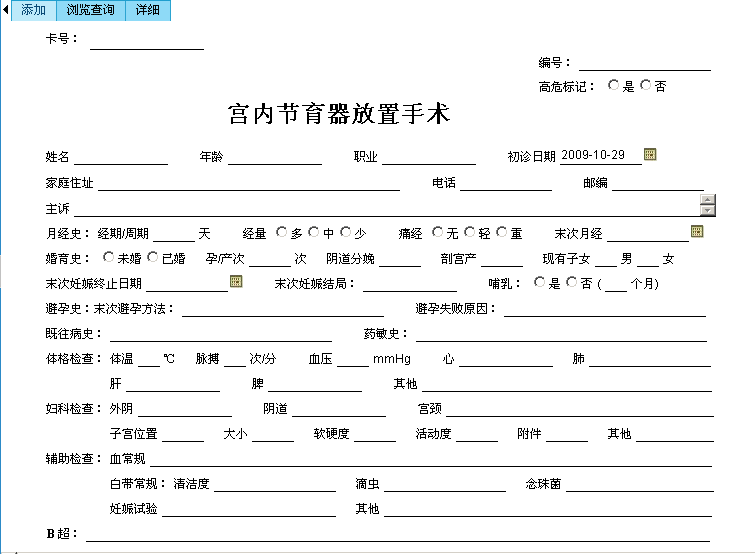 添加 浏览查询 详细
卡号：
编号：
高危标记： 是 否
宫内节育器放置手术
姓名 年龄 职业 初诊日期 2009-10-29
家庭住址 电话 邮编
主诉
月经史： 经期/周期 天 经量 多 中 少 痛经 无 轻 重 末次月经
婚育史： 未婚 已婚 孕/产次 次 阴道分娩 剖宫产 现有子女 男 女
末次妊娠终止日期 末次妊娠结局： 哺乳： 是 否 ( 个月)
避孕史：末次避孕方法： 避孕失败原因：
既往病史： 药敏史：
体格检查： 体温 ℃ 脉搏 次/分 血压 mmHg 心 肺
肝 脾 其他
妇科检查： 外阴 阴道 宫颈
子宫位置 大小 软硬度 活动度 附件 其他
辅助检查： 血常规
白带常规： 清洁度 滴虫 念珠菌
妊娠试验 其他
B超：